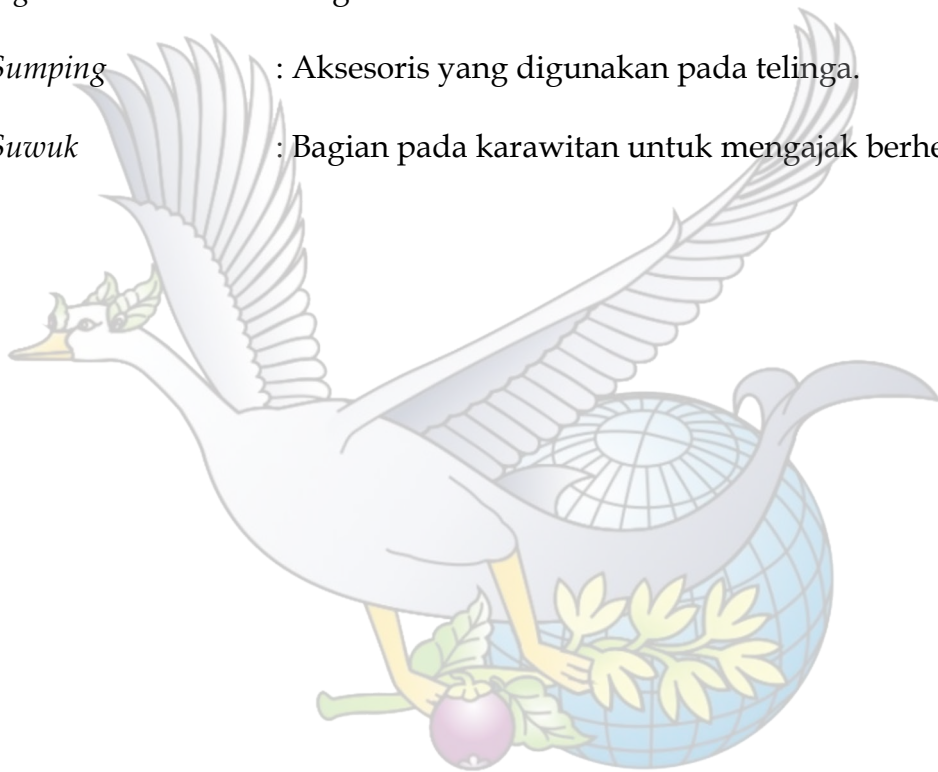 Sumping : Aksesoris yang digunakan pada telinga.
Suwuk : Bagian pada karawitan untuk mengajak berhe